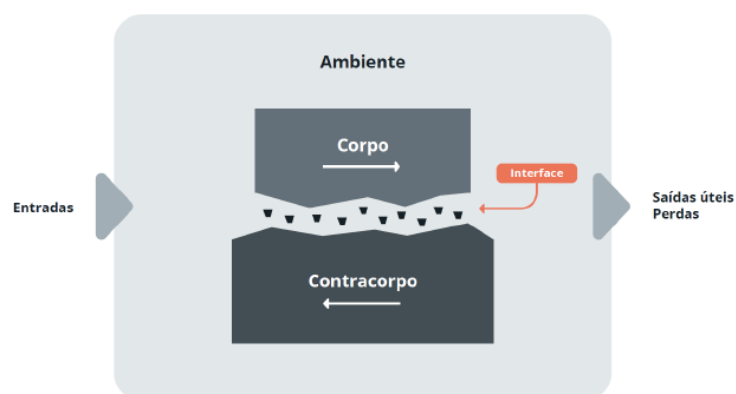 Ambiente
Corpo
Interface
Entradas
Saídas úteis
Perdas
Contracorpo